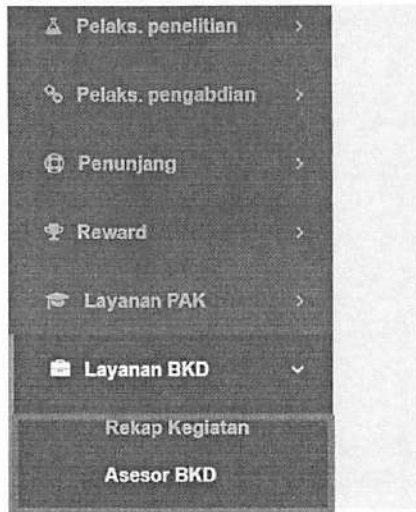 Pelaks. penelitian
Pelaks. pengabdian
Penunjang
Reward
Layanan PAK
Layanan BKD
Rekap Kegiatan
Asesor BKD